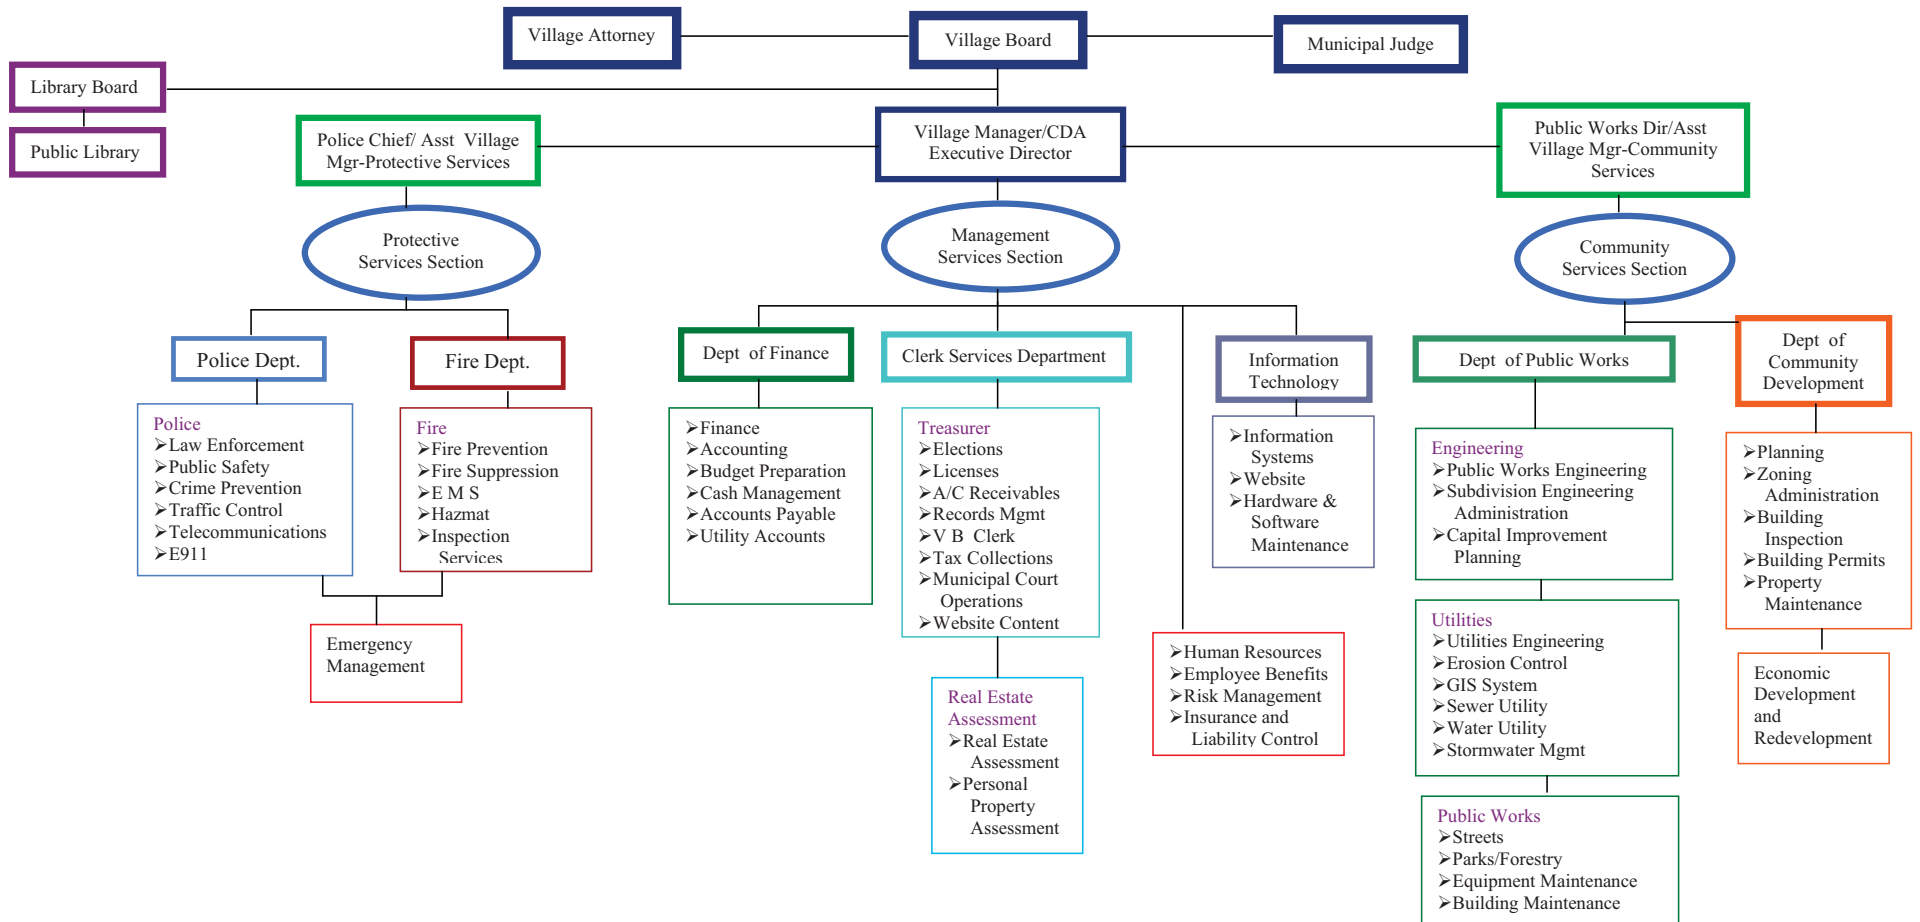 Village Attorney
Village Board
Municipal Judge
Library Board
Public Library
Police Chief/ Asst Village
Mgr-Protective Services
Village Manager/CDA
Executive Director
Public Works Dir/Asst
Village Mgr-Community
Services
Protective
Services Section
Management
Services Section
Community
Services Section
Police Dept.
Fire Dept.
Dept of Finance
Clerk Services Department
Information
Technology
Dept of Public Works
Dept of
Community
Development
Police
➢Law Enforcement
➢Public Safety
➢Crime Prevention
➢Traffic Control
➢Telecommunications
➢E911
Fire
➢Fire Prevention
➢Fire Suppression
➢E M S
➢Hazmat
➢Inspection
Services
Emergency
Management
➢Finance
➢Accounting
➢Budget Preparation
➢Cash Management
➢Accounts Payable
➢Utility Accounts
Treasurer
➢Elections
➢Licenses
➢A/C Receivables
➢Records Mgmt
➢V B Clerk
➢Tax Collections
➢Municipal Court
Operations
➢Website Content
Real Estate
Assessment
➢Real Estate
Assessment
➢Personal
Property
Assessment
➢Human Resources
➢Employee Benefits
➢Risk Management
➢Insurance and
Liability Control
➢Information
Systems
➢Website
➢Hardware &
Software
Maintenance
Engineering
➢Public Works Engineering
➢Subdivision Engineering
Administration
➢Capital Improvement
Planning
Utilities
➢Utilities Engineering
➢Erosion Control
➢GIS System
➢Sewer Utility
➢Water Utility
➢Stormwater Mgmt
Public Works
➢Streets
➢Parks/Forestry
➢Equipment Maintenance
➢Building Maintenance
➢Planning
➢Zoning
Administration
➢Building
Inspection
➢Building Permits
➢Property
Maintenance
Economic
Development
and
Redevelopment